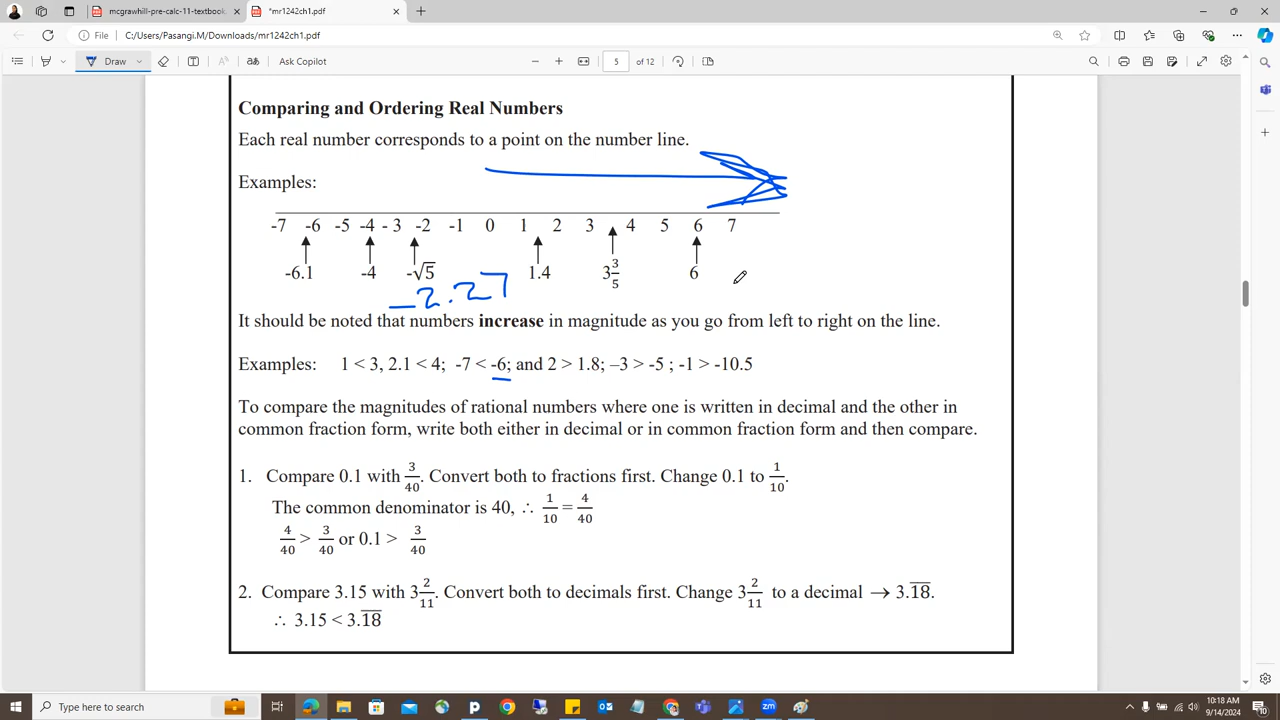 mcgrawhill-pre-calc-11-textbook
*mr1242ch1.pdf
File
C:/Users/Pasangi.M/Downloads/mr1242ch1.pdf
Draw
aあ
Ask Copilot
5
of 12
Comparing and Ordering Real Numbers
Each real number corresponds to a point on the number line.
Examples:
-7 -6 -5 -4 - 3 -2 -1 0 1 2 3 4 5 6 7
-6.1 -4 -√5 1.4 3 3/5 6
-2.27
It should be noted that numbers increase in magnitude as you go from left to right on the line.
Examples: 1 < 3, 2.1 < 4; -7 < -6; and 2 > 1.8; –3 > -5 ; -1 > -10.5
To compare the magnitudes of rational numbers where one is written in decimal and the other in
common fraction form, write both either in decimal or in common fraction form and then compare.
1. Compare 0.1 with 3/40. Convert both to fractions first. Change 0.1 to 1/10.
The common denominator is 40, ∴ 1/10 = 4/40
4/40 > 3/40 or 0.1 > 3/40
2. Compare 3.15 with 3 2/11. Convert both to decimals first. Change 3 2/11 to a decimal → 3.1̅8̅.
∴ 3.15 < 3.1̅8̅
Type here to search
10:18 AM
9/14/2024